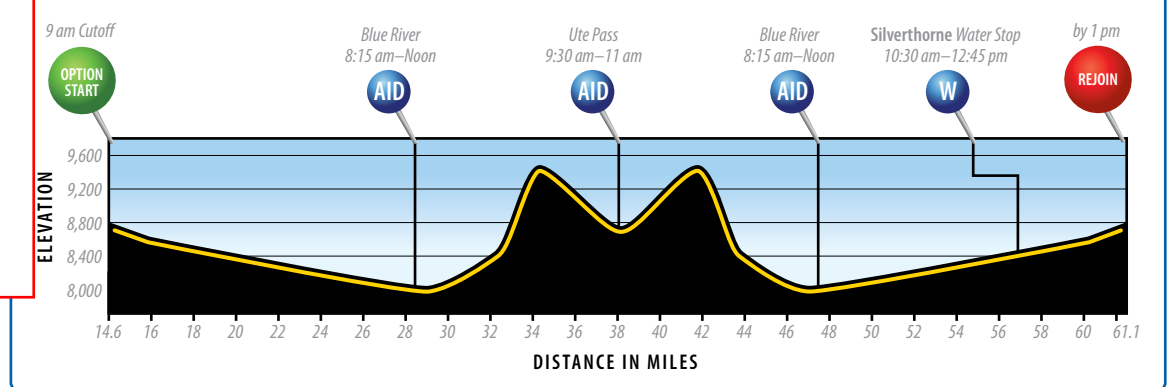 9 am Cutoff
OPTION
START
Blue River
8:15 am–Noon
AID
Ute Pass
9:30 am–11 am
AID
Blue River
8:15 am–Noon
AID
Silverthorne Water Stop
10:30 am–12:45 pm
W
by 1 pm
REJOIN
ELEVATION
9,600
9,200
8,800
8,400
8,000
14.6 16 18 20 22 24 26 28 30 32 34 36 38 40 42 44 46 48 50 52 54 56 58 60 61.1
DISTANCE IN MILES